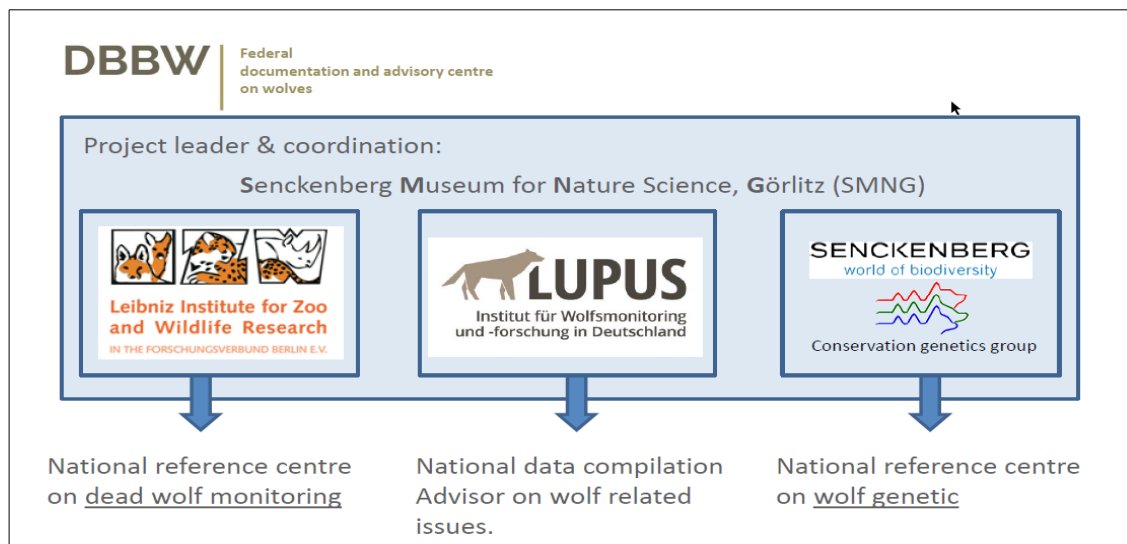 DBBW
Federal
documentation and advisory centre
on wolves
Project leader & coordination:
Senckenberg Museum for Nature Science, Görlitz (SMNG)
Leibniz Institute for Zoo
and Wildlife Research
IN THE FORSCHUNGSVERBUND BERLIN E.V.
LUPUS
Institut für Wolfsmonitoring
und -forschung in Deutschland
SENCKENBERG
world of biodiversity
Conservation genetics group
National reference centre
on dead wolf monitoring
National data compilation
Advisor on wolf related
issues.
National reference centre
on wolf genetic